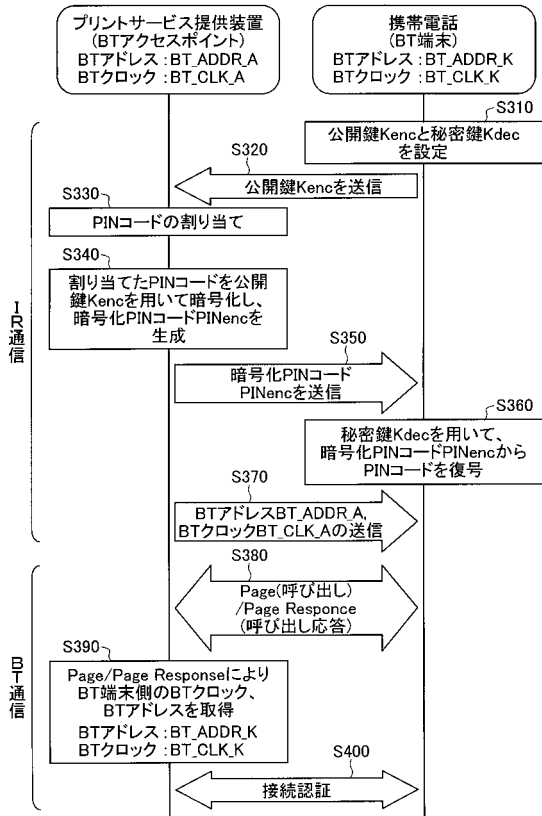 プリントサービス提供装置
(BTアクセスポイント)
BTアドレス:BT_ADDR_A
BTクロック:BT_CLK_A
携帯電話
(BT端末)
BTアドレス:BT_ADDR_K
BTクロック:BT_CLK_K
S310
公開鍵Kencと秘密鍵Kdec
を設定
S320
公開鍵Kencを送信
S330
PINコードの割り当て
S340
割り当てたPINコードを公開
鍵Kencを用いて暗号化し、
暗号化PINコードPINencを
生成
IR通信
S350
暗号化PINコード
PINencを送信
S360
秘密鍵Kdecを用いて、
暗号化PINコードPINencから
PINコードを復号
S370
BTアドレスBT_ADDR_A,
BTクロックBT_CLK_Aの送信
S380
Page(呼び出し)
/Page Responce
(呼び出し応答)
BT通信
S390
Page/Page Responseにより
BT端末側のBTクロック、
BTアドレスを取得
BTアドレス:BT_ADDR_K
BTクロック:BT_CLK_K
S400
接続認証